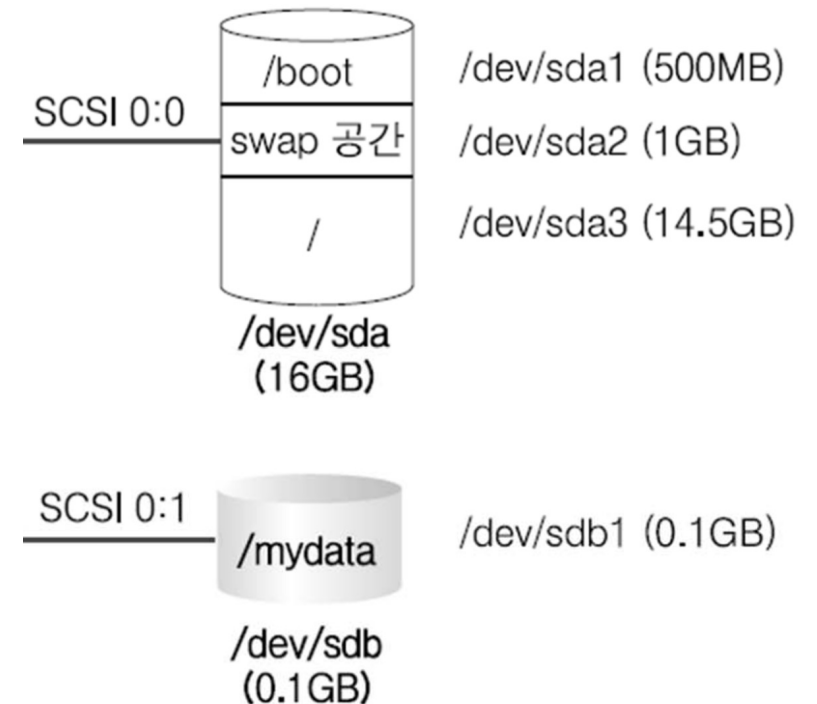 /boot
/dev/sda1 (500MB)
SCSI 0:0
swap 공간
/dev/sda2 (1GB)
/
/dev/sda3 (14.5GB)
/dev/sda
(16GB)
SCSI 0:1
/mydata
/dev/sdb1 (0.1GB)
/dev/sdb
(0.1GB)